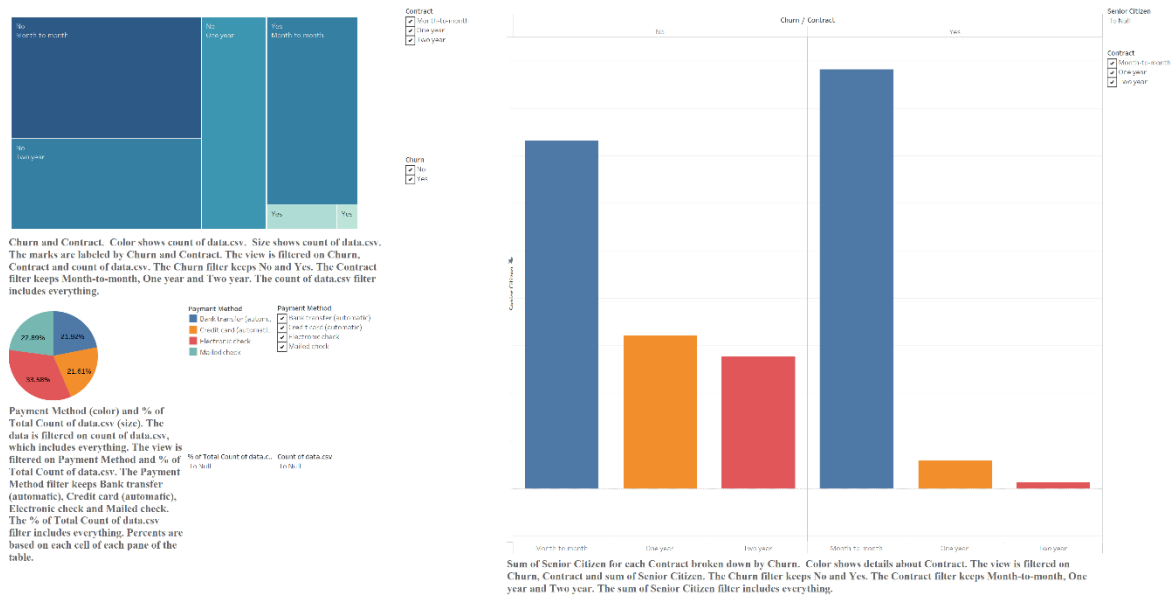 No
Month to month
No
One year
Yes
Month to month
No
Two year
Yes
Yes
Contract
Month-to-month
One year
Two year
Churn
No
Yes
Churn and Contract. Color shows count of data.csv. Size shows count of data.csv.
The marks are labeled by Churn and Contract. The view is filtered on Churn,
Contract and count of data.csv. The Churn filter keeps No and Yes. The Contract
filter keeps Month-to-month, One year and Two year. The count of data.csv filter
includes everything.
22.89%
21.92%
33.58%
21.61%
Payment Method
Bank transfer (autom..
Credit card (automatic..
Electronic check
Mailed check
Payment Method
Bank transfer (automatic)
Credit card (automatic)
Electronic check
Mailed check
Payment Method (color) and % of
Total Count of data.csv (size). The
data is filtered on count of data.csv,
which includes everything. The view is
filtered on Payment Method and % of
Total Count of data.csv. The Payment
Method filter keeps Bank transfer
(automatic), Credit card (automatic),
Electronic check and Mailed check.
The % of Total Count of data.csv
filter includes everything. Percents are
based on each cell of each pane of the
table.
% of Total Count of data.c..
To Null
Count of data.csv
To Null
Churn / Contract
No
Yes
Senior Citizen
Month to month
One year
Two year
Month to month
One year
Two year
Sum of Senior Citizen for each Contract broken down by Churn. Color shows details about Contract. The view is filtered on
Churn, Contract and sum of Senior Citizen. The Churn filter keeps No and Yes. The Contract filter keeps Month-to-month, One
year and Two year. The sum of Senior Citizen filter includes everything.
Senior Citizen
To Null
Contract
Month-to-month
One year
Two year